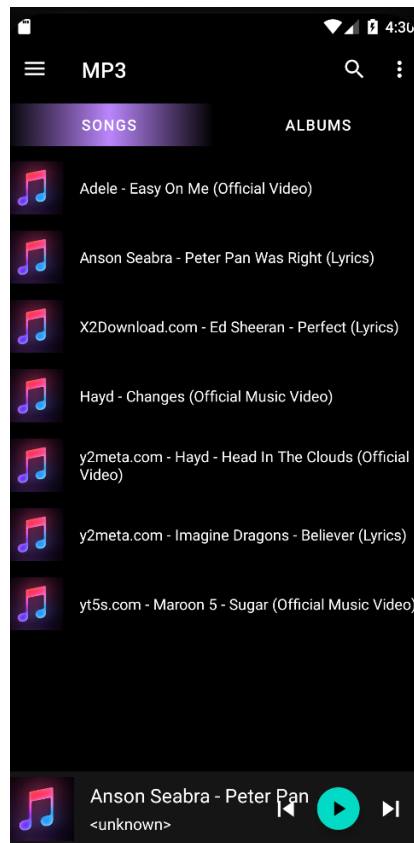 4:30
MP3
SONGS ALBUMS
Adele - Easy On Me (Official Video)
Anson Seabra - Peter Pan Was Right (Lyrics)
X2Download.com - Ed Sheeran - Perfect (Lyrics)
Hayd - Changes (Official Music Video)
y2meta.com - Hayd - Head In The Clouds (Official
Video)
y2meta.com - Imagine Dragons - Believer (Lyrics)
yt5s.com - Maroon 5 - Sugar (Official Music Video)
Anson Seabra - Peter Pan
<unknown>